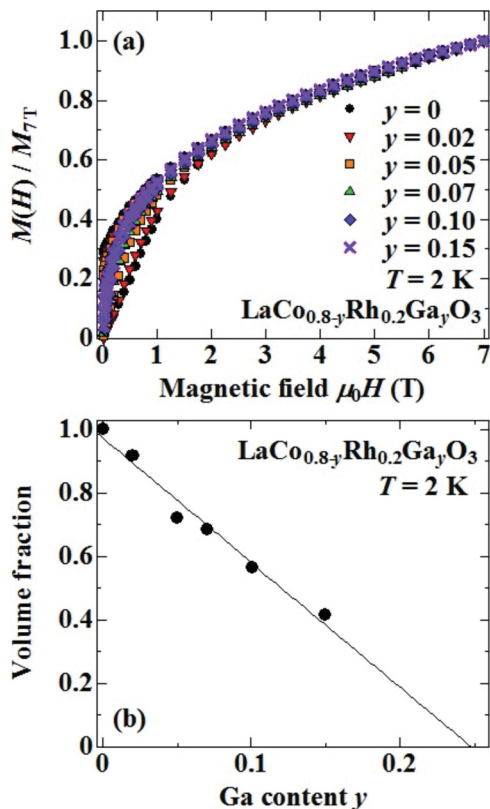 (a)
1.0
0.8
0.6
0.4
0.2
0
M(H) / M7T
y = 0
y = 0.02
y = 0.05
y = 0.07
y = 0.10
y = 0.15
T = 2 K
LaCo0.8-yRh0.2GayO3
0 1 2 3 4 5 6 7
Magnetic field μ0H (T)
LaCo0.8-yRh0.2GayO3
T = 2 K
1.0
0.8
0.6
0.4
0.2
0
Volume fraction
(b)
0 0.1 0.2
Ga content y